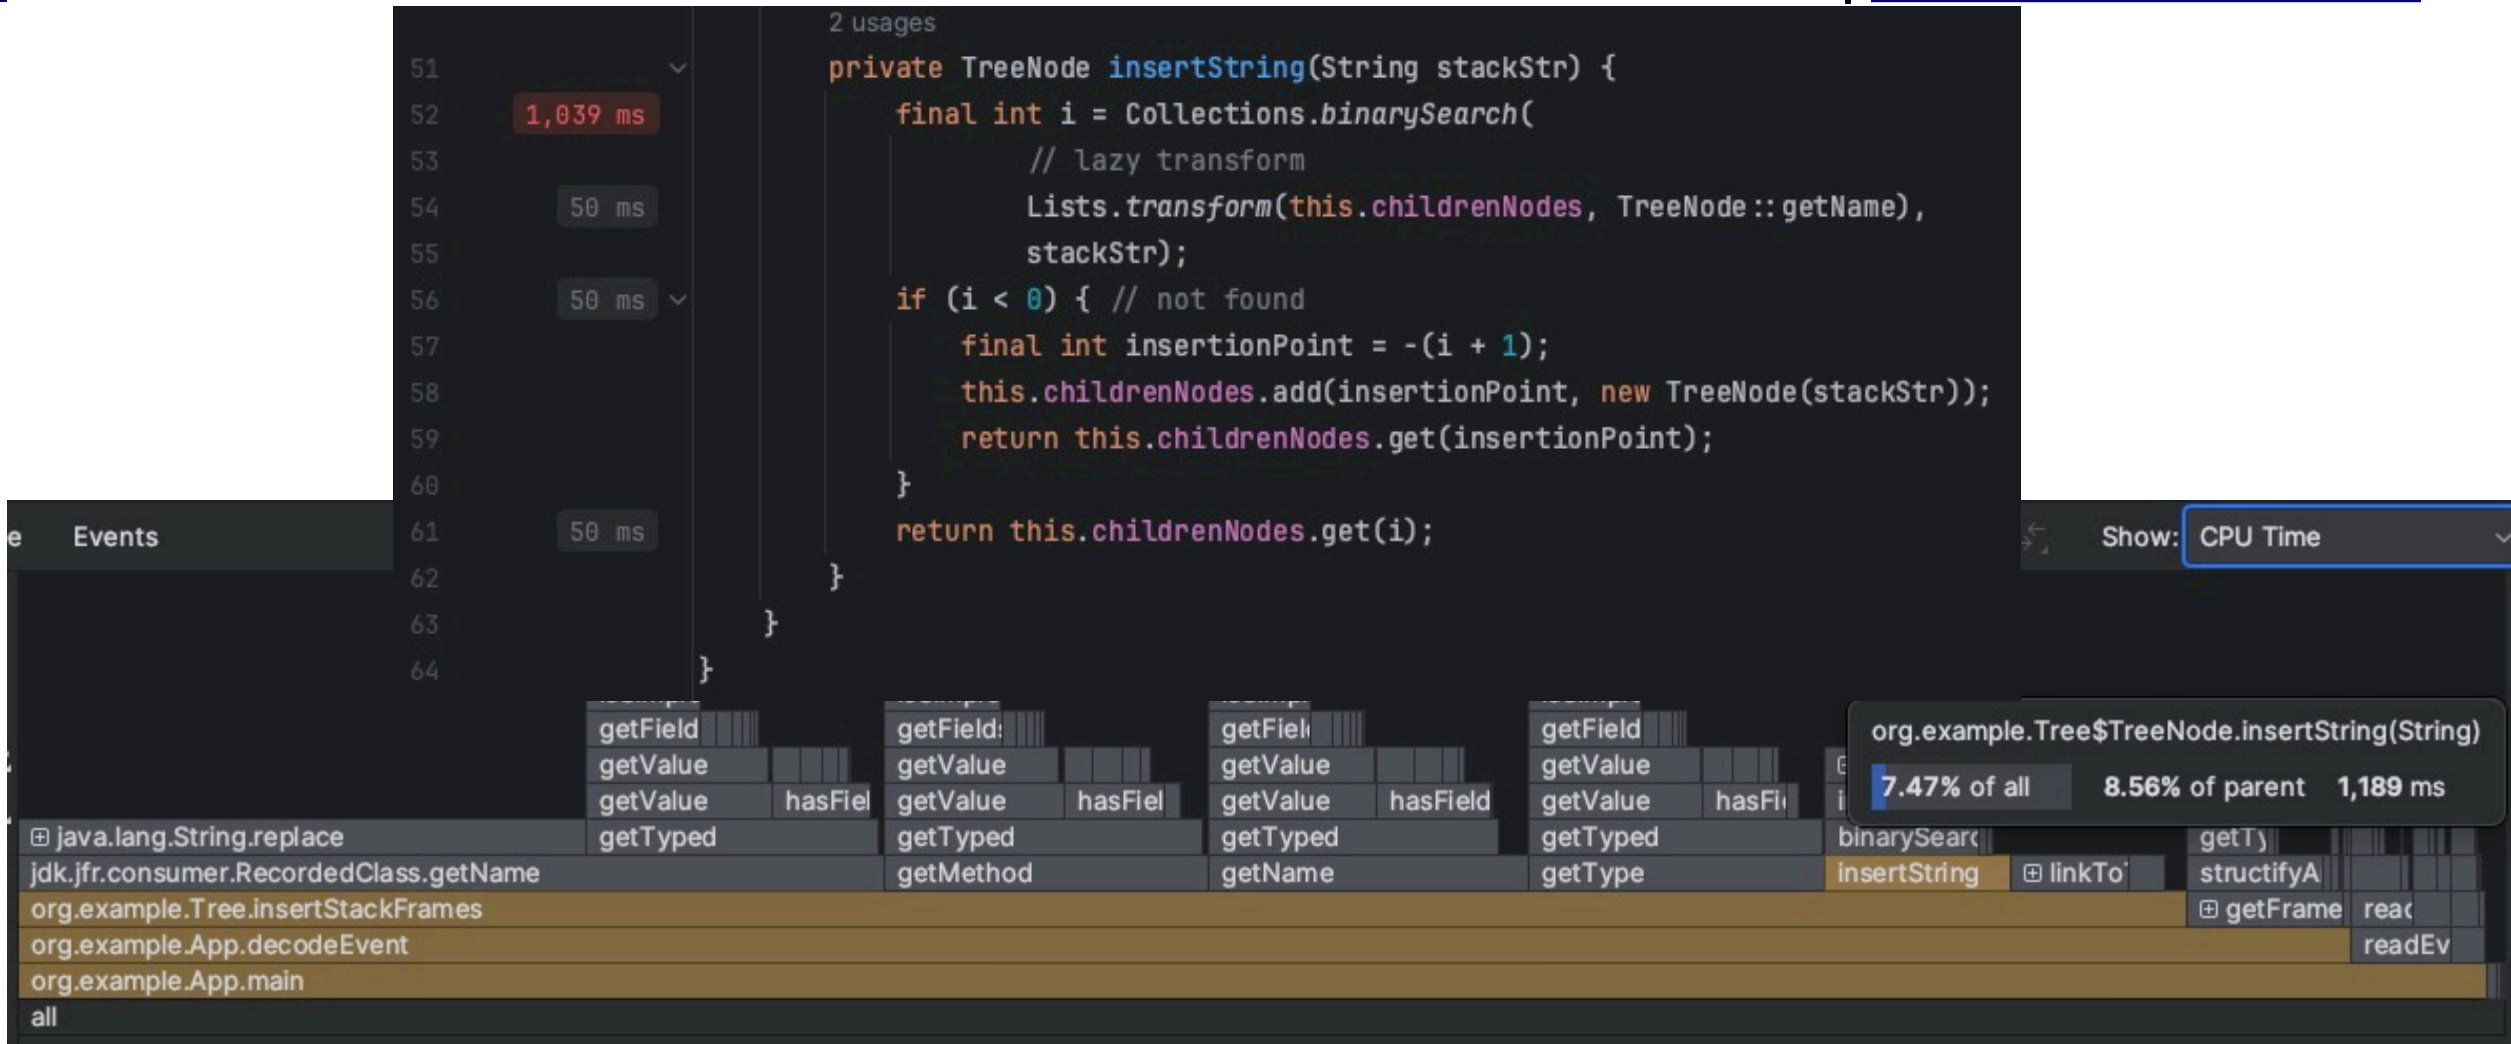 2 usages
51 private TreeNode insertString(String stackStr) {
52 1,039 ms final int i = Collections.binarySearch(
53 // lazy transform
54 50 ms Lists.transform(this.childrenNodes, TreeNode::getName),
55 stackStr);
56 50 ms if (i < 0) { // not found
57 final int insertionPoint = -(i + 1);
58 this.childrenNodes.add(insertionPoint, new TreeNode(stackStr));
59 return this.childrenNodes.get(insertionPoint);
60 }
61 50 ms return this.childrenNodes.get(i);
62 }
63 }
64 }
e Events Show: CPU Time
getField getFields getFiel getField org.example.Tree$TreeNode.insertString(String)
getValue getValue getValue getValue
7.47% of all 8.56% of parent 1,189 ms
getValue hasFiel getValue hasFiel getValue hasField getValue hasFi
java.lang.String.replace getTyped getTyped getTyped getTyped binarySearc getTy
jdk.jfr.consumer.RecordedClass.getName getMethod getName getType insertString linkTo structifyA
org.example.Tree.insertStackFrames getFrame read
org.example.App.decodeEvent readEv
org.example.App.main
all